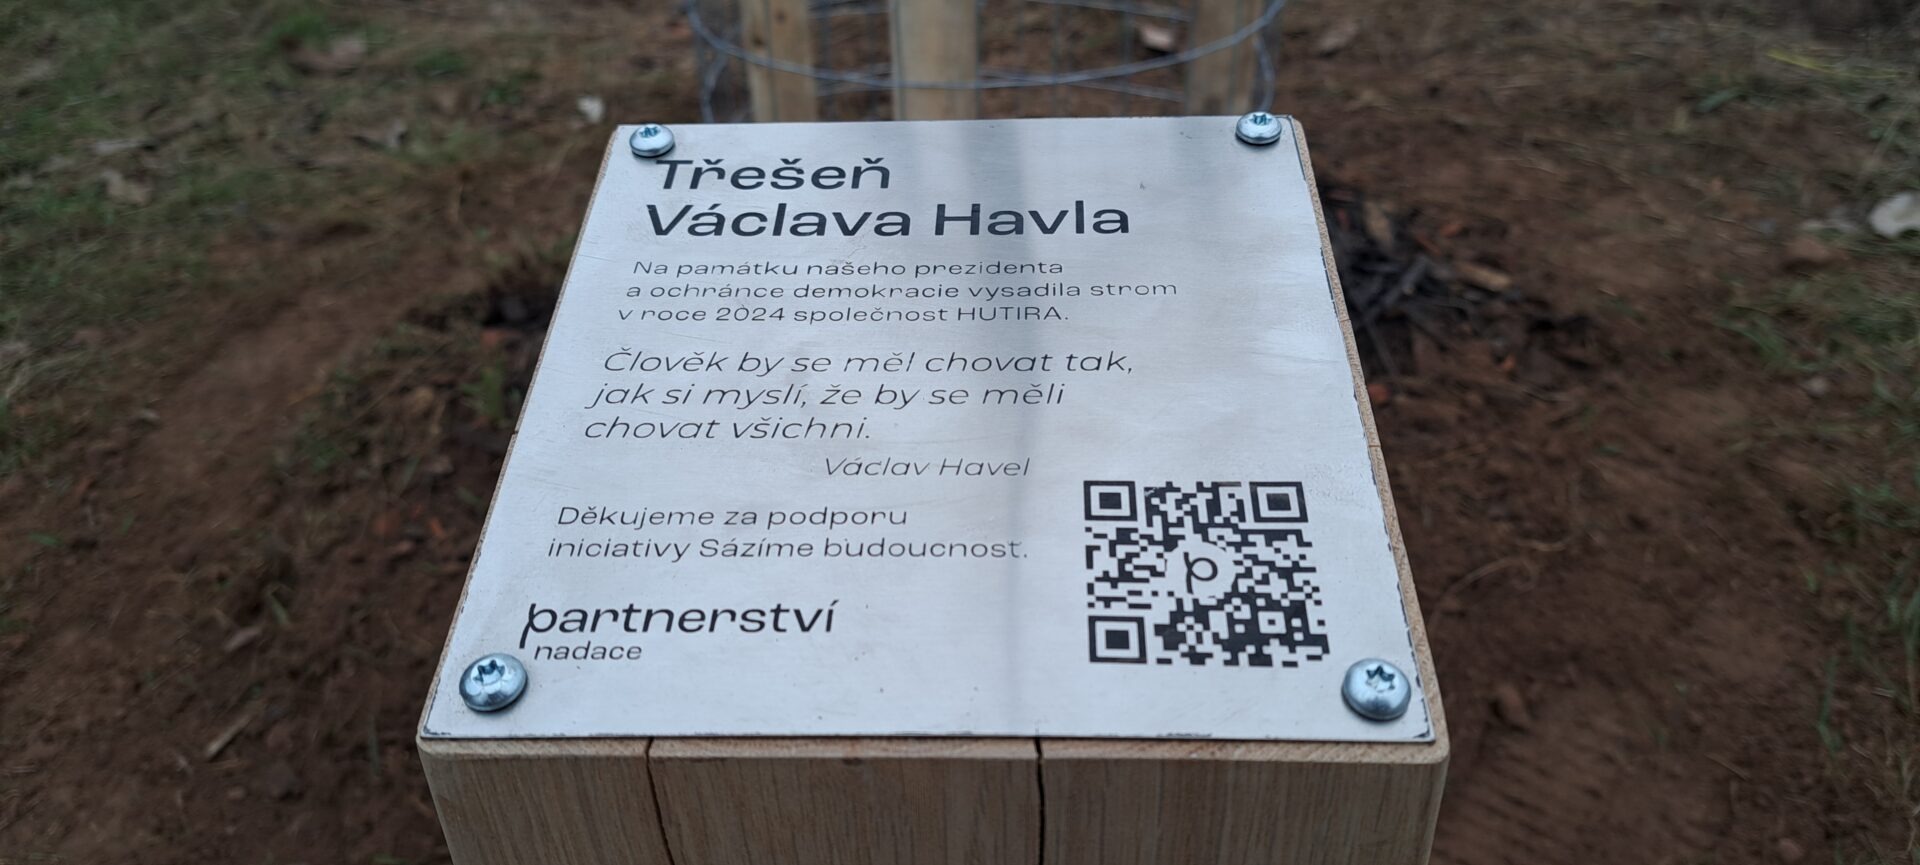 Třešeň
Václava Havla
Na památku našeho prezidenta
a ochránce demokracie vysadila strom
v roce 2024 společnost HUTIRA.
Člověk by se měl chovat tak,
jak si myslí, že by se měli
chovat všichni.
Václav Havel
Děkujeme za podporu
iniciativy Sázíme budoucnost.
partnerství
nadace
p